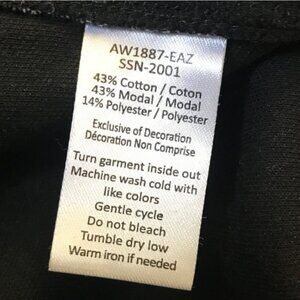 AW1887-EAZ
SSN-2001
43% Cotton / Coton
43% Modal / Modal
14% Polyester / Polyester
Exclusive of Decoration
Décoration Non Comprise
Turn garment inside out
Machine wash cold with
like colors
Gentle cycle
Do not bleach
Tumble dry low
Warm iron if needed